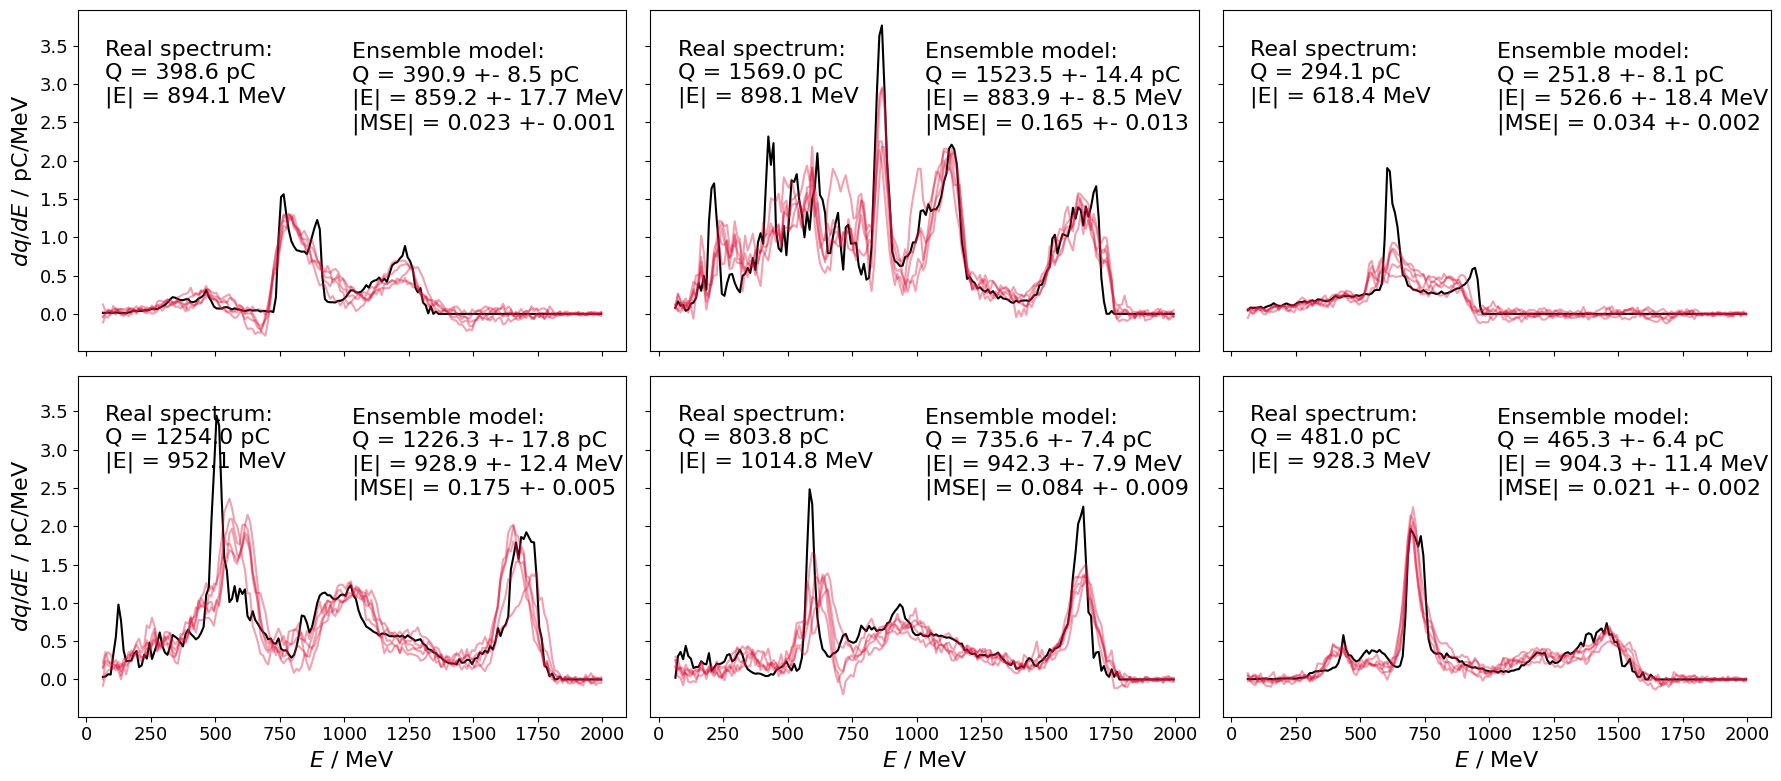 Real spectrum:
Q = 398.6 pC
|E| = 894.1 MeV
Ensemble model:
Q = 390.9 +- 8.5 pC
|E| = 859.2 +- 17.7 MeV
|MSE| = 0.023 +- 0.001
3.5
3.0
2.5
2.0
1.5
1.0
0.5
0.0
dq/dE / pC/MeV
Real spectrum:
Q = 1569.0 pC
|E| = 898.1 MeV
Ensemble model:
Q = 1523.5 +- 14.4 pC
|E| = 883.9 +- 8.5 MeV
|MSE| = 0.165 +- 0.013
Real spectrum:
Q = 294.1 pC
|E| = 618.4 MeV
Ensemble model:
Q = 251.8 +- 8.1 pC
|E| = 526.6 +- 18.4 MeV
|MSE| = 0.034 +- 0.002
Real spectrum:
Q = 1254.0 pC
|E| = 952.1 MeV
Ensemble model:
Q = 1226.3 +- 17.8 pC
|E| = 928.9 +- 12.4 MeV
|MSE| = 0.175 +- 0.005
3.5
3.0
2.5
2.0
1.5
1.0
0.5
0.0
dq/dE / pC/MeV
0 250 500 750 1000 1250 1500 1750 2000
E / MeV
Real spectrum:
Q = 803.8 pC
|E| = 1014.8 MeV
Ensemble model:
Q = 735.6 +- 7.4 pC
|E| = 942.3 +- 7.9 MeV
|MSE| = 0.084 +- 0.009
0 250 500 750 1000 1250 1500 1750 2000
E / MeV
Real spectrum:
Q = 481.0 pC
|E| = 928.3 MeV
Ensemble model:
Q = 465.3 +- 6.4 pC
|E| = 904.3 +- 11.4 MeV
|MSE| = 0.021 +- 0.002
0 250 500 750 1000 1250 1500 1750 2000
E / MeV